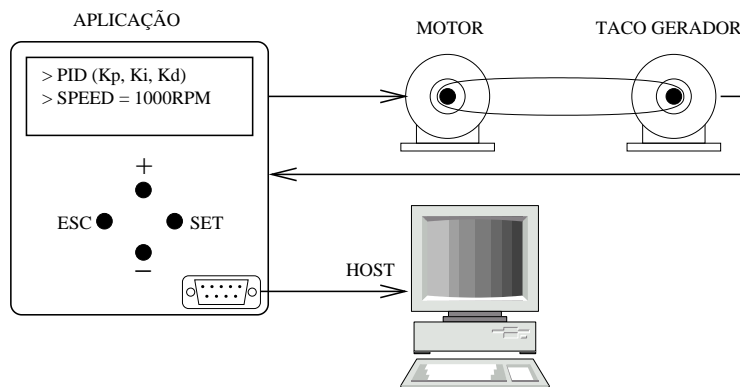 APLICAÇÃO
MOTOR
TACO GERADOR
> PID (Kp, Ki, Kd)
> SPEED = 1000RPM
+
ESC
SET
−
HOST